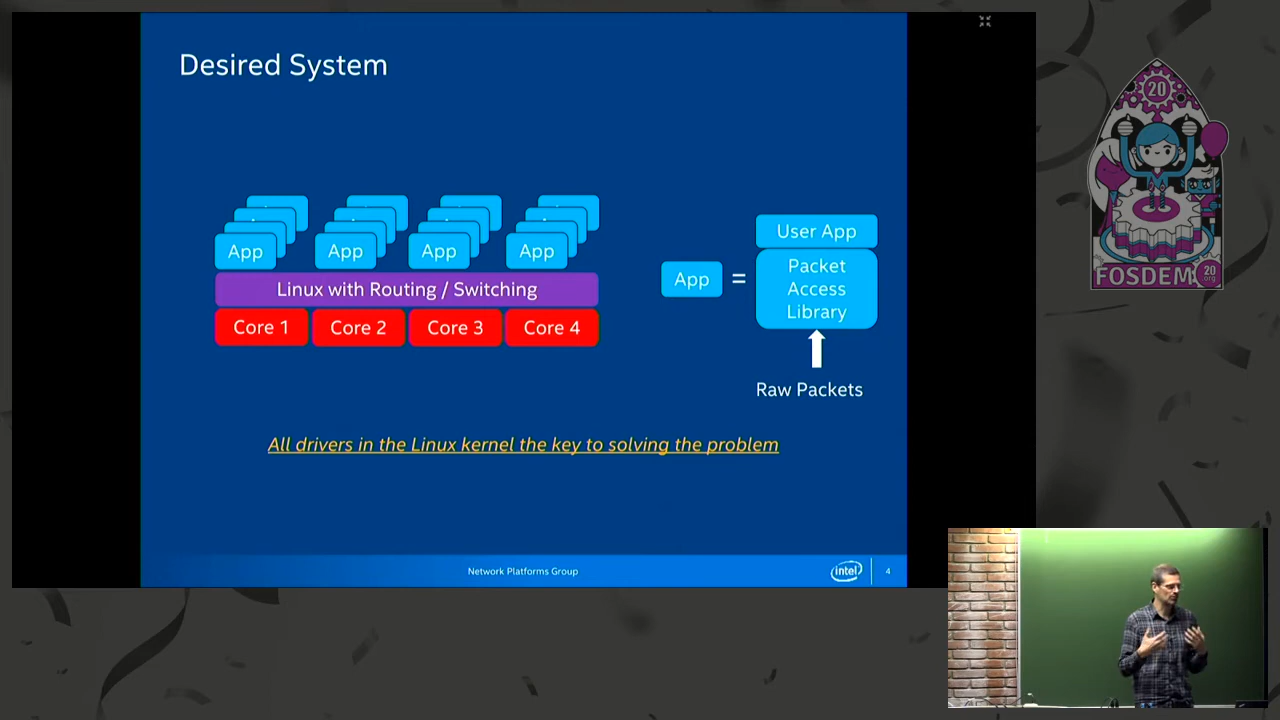 Desired System
App
App
App
App
Linux with Routing / Switching
Core 1
Core 2
Core 3
Core 4
App
=
User App
Packet
Access
Library
Raw Packets
All drivers in the Linux kernel the key to solving the problem
Network Platforms Group
intel
4
20
FOSDEM
20
.org